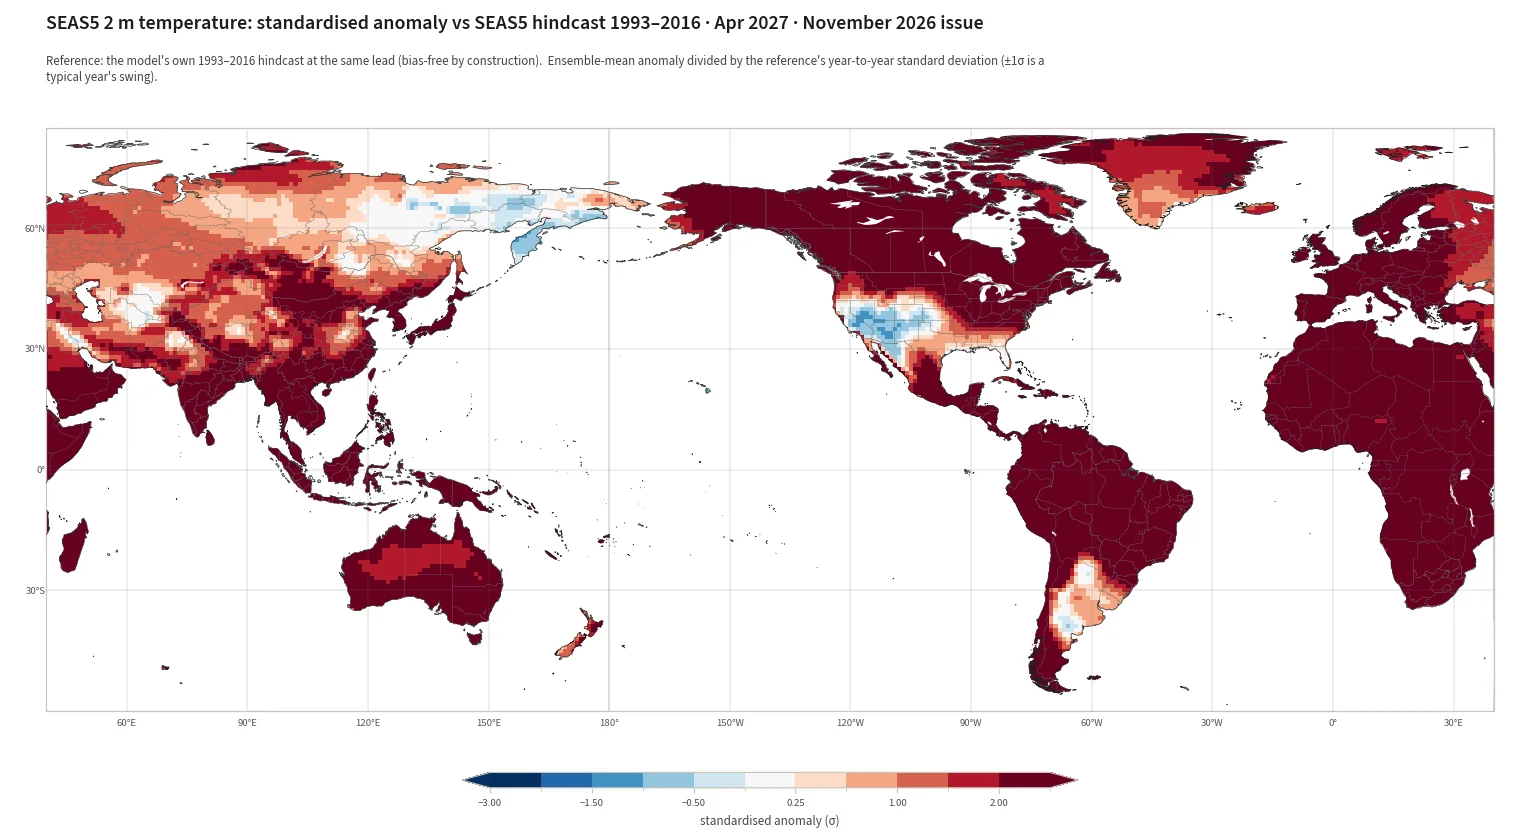 SEAS5 2 m temperature: standardised anomaly vs SEAS5 hindcast 1993–2016 · Apr 2027 · November 2026 issue
Reference: the model's own 1993–2016 hindcast at the same lead (bias-free by construction).  Ensemble-mean anomaly divided by the reference's year-to-year standard deviation (±1σ is a
typical year's swing).
60°N
30°N
0°
30°S
60°E 90°E 120°E 150°E 180° 150°W 120°W 90°W 60°W 30°W 0° 30°E
−3.00 −1.50 −0.50 0.25 1.00 2.00
standardised anomaly (σ)